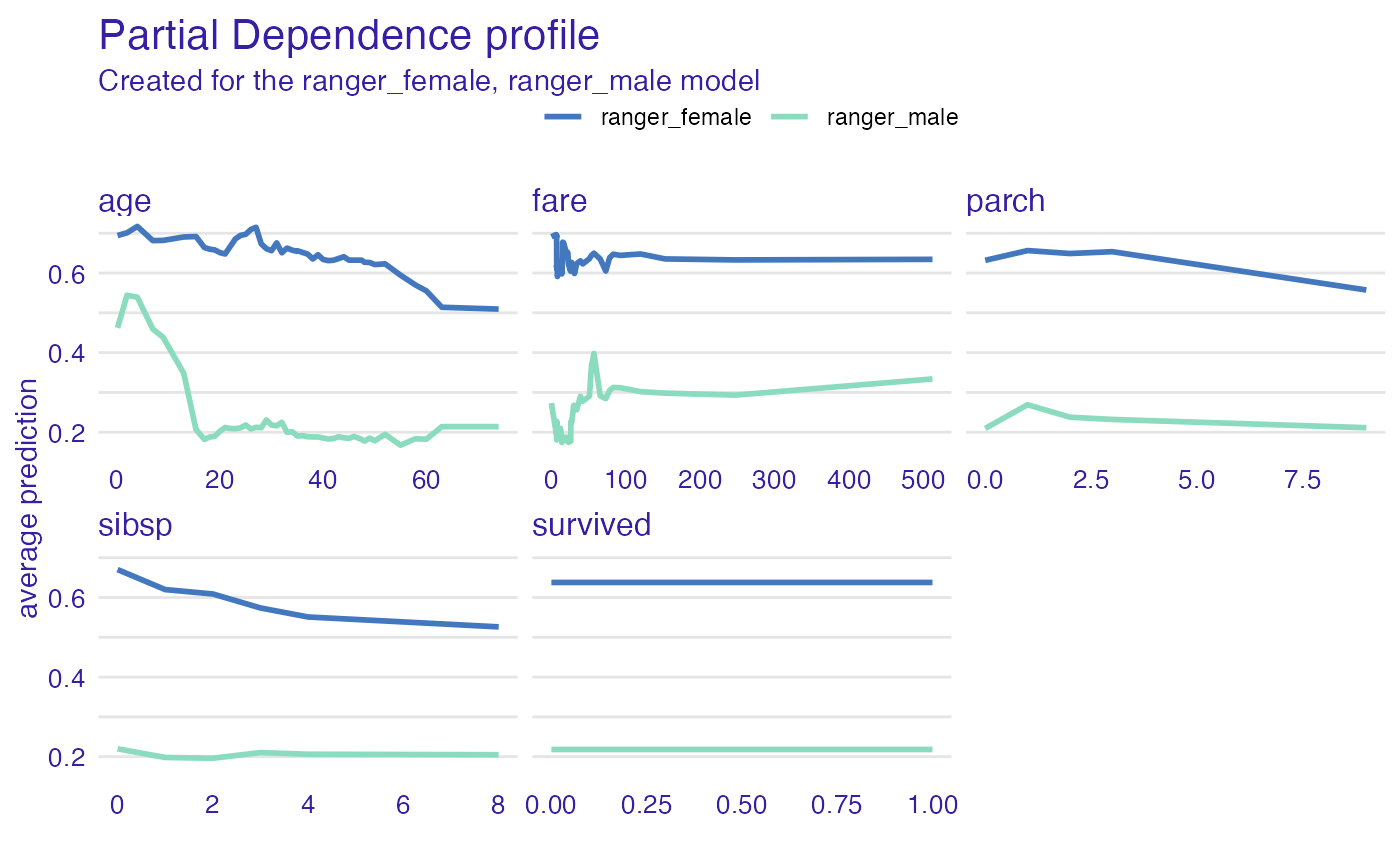 Partial Dependence profile
Created for the ranger_female, ranger_male model
ranger_female ranger_male
age fare parch
0.6
0.4
0.2
0 20 40 60 0 100 200 300 400 500 0.0 2.5 5.0 7.5
average prediction
sibsp survived
0.6
0.4
0.2
0 2 4 6 8 0.00 0.25 0.50 0.75 1.00